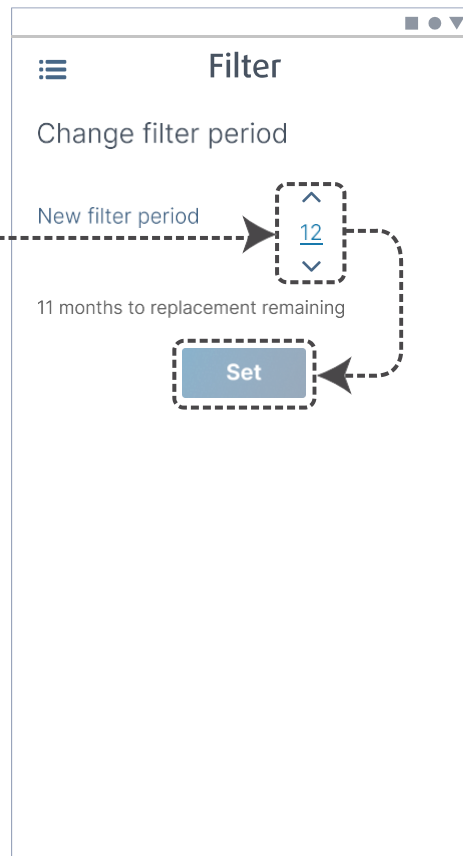 Filter
Change filter period
New filter period
12
11 months to replacement remaining
Set